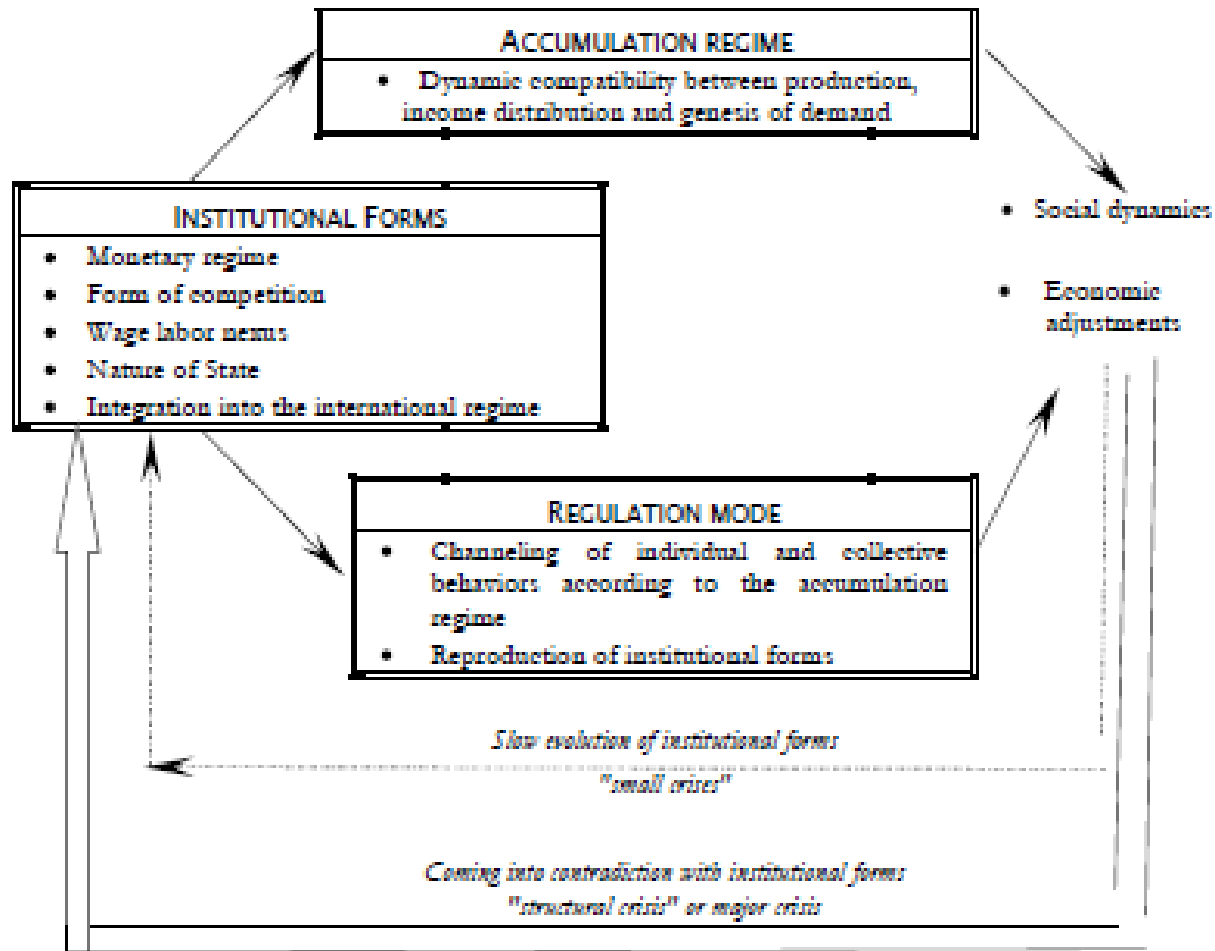 ACCUMULATION REGIME
• Dynamic compatibility between production,
income distribution and genesis of demand
INSTITUTIONAL FORMS
• Monetary regime
• Form of competition
• Wage labor nexus
• Nature of State
• Integration into the international regime
• Social dynamics
• Economic
adjustments
REGULATION MODE
• Channeling of individual and collective
behaviors according to the accumulation
regime
• Reproduction of institutional forms
Slow evolution of institutional forms
"small crises"
Coming into contradiction with institutional forms
"structural crisis" or major crisis